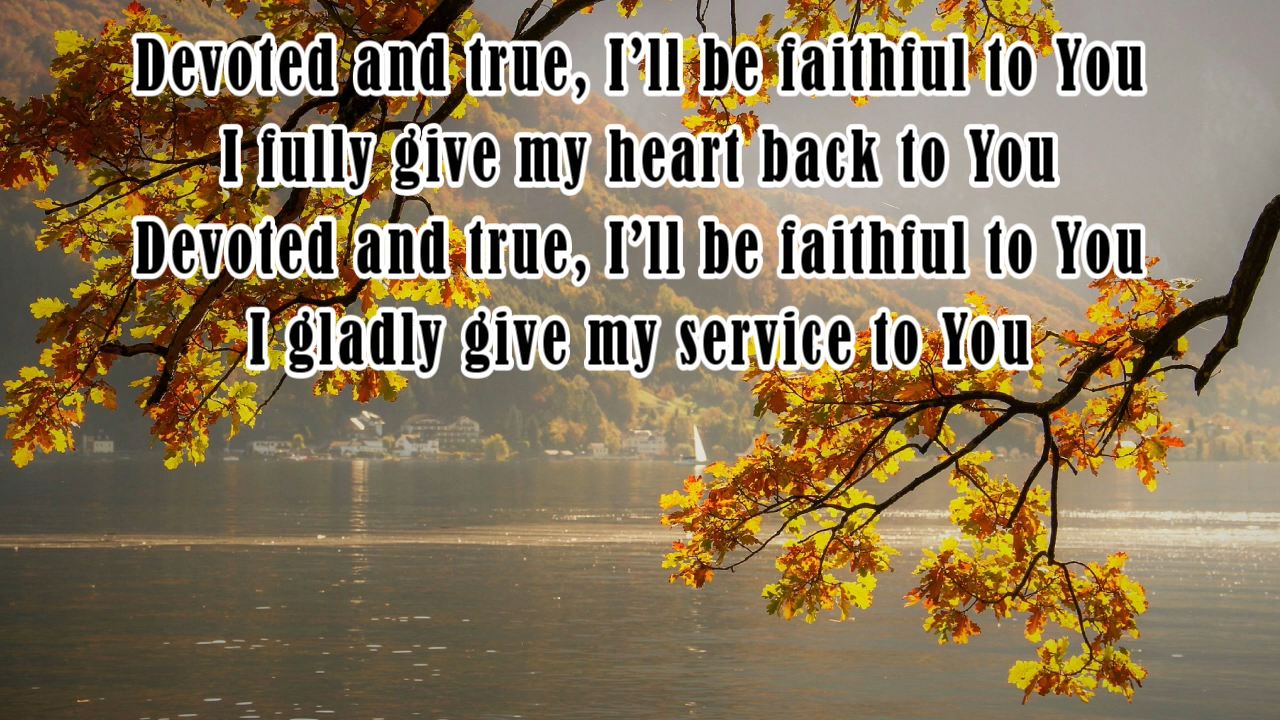 Devoted and true, I’ll be faithful to You
I fully give my heart back to You
Devoted and true, I’ll be faithful to You
I gladly give my service to You